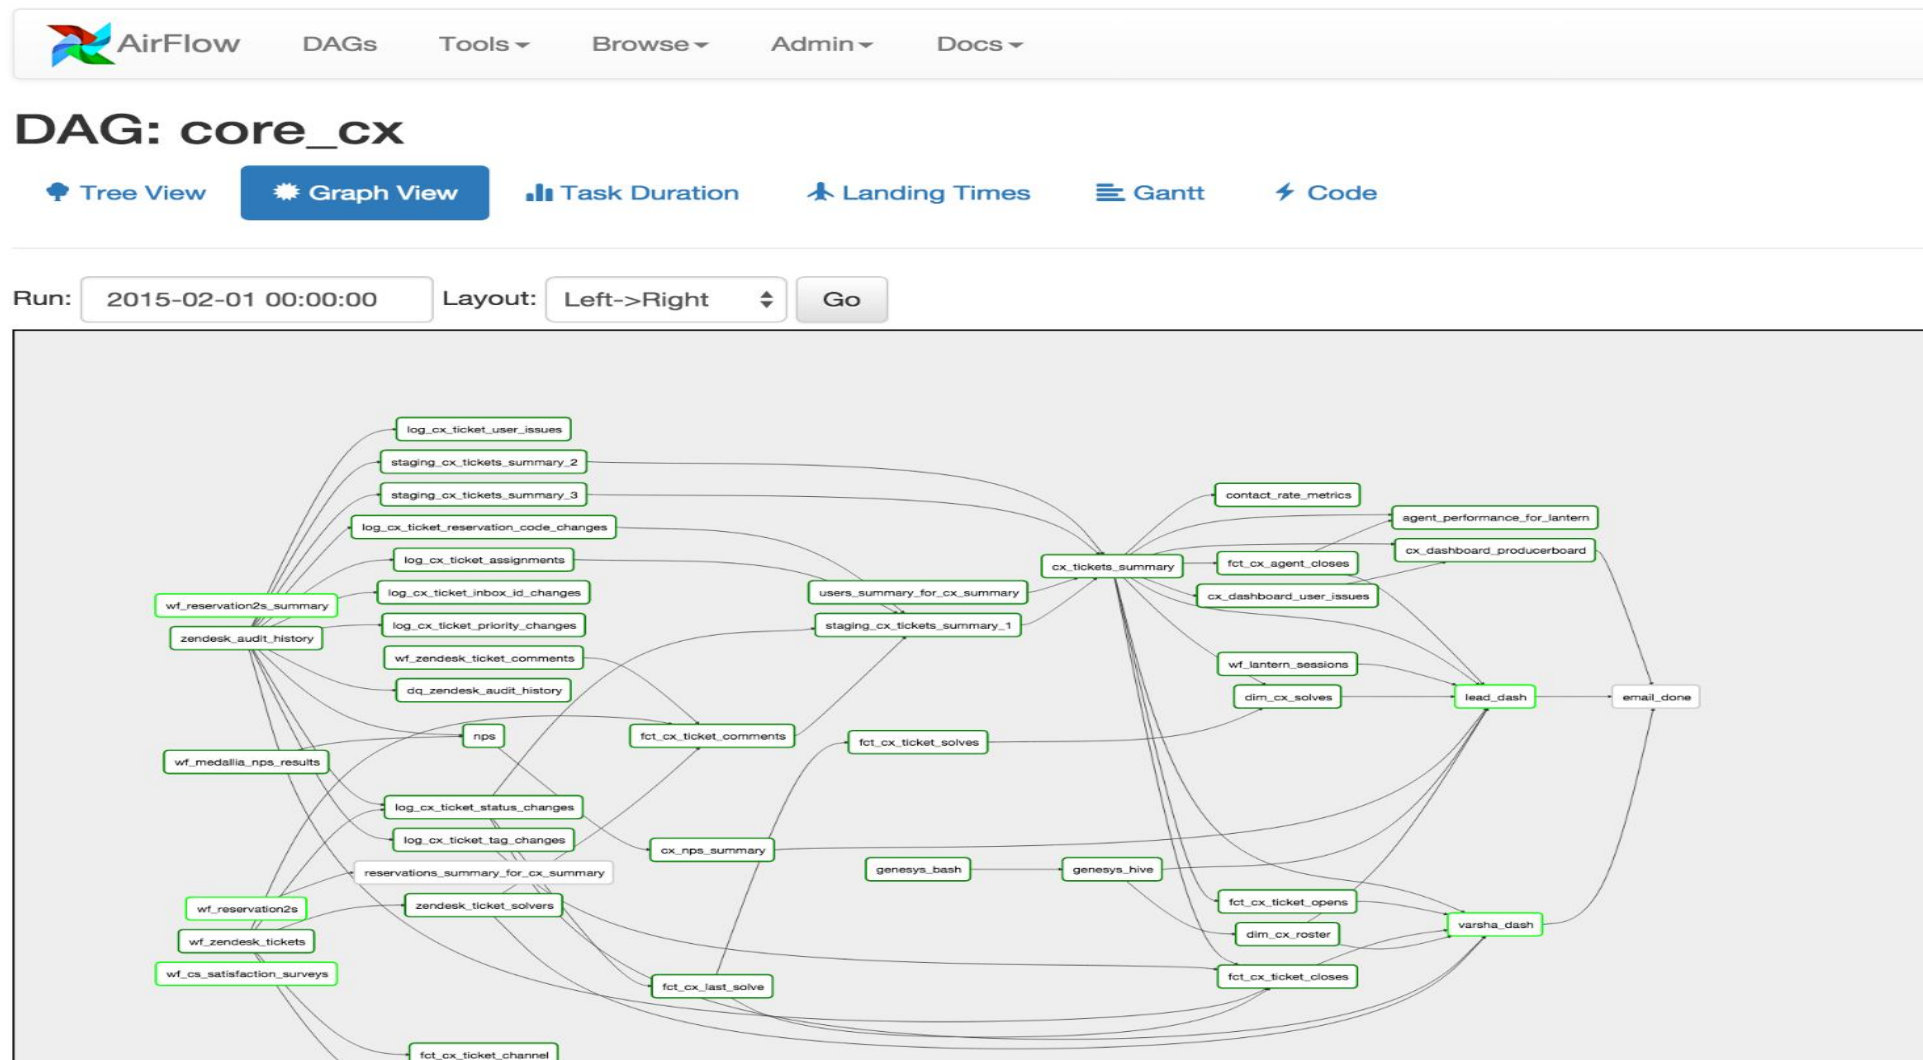 AirFlow DAGs Tools Browse Admin Docs
DAG: core_cx
Tree View Graph View Task Duration Landing Times Gantt Code
Run: 2015-02-01 00:00:00 Layout: Left->Right Go
log_cx_ticket_user_issues
staging_cx_tickets_summary_2
staging_cx_tickets_summary_3
contact_rate_metrics
log_cx_ticket_reservation_code_changes
agent_performance_for_lantern
log_cx_ticket_assignments
cx_tickets_summary
fct_cx_agent_closes
cx_dashboard_producerboard
wf_reservation2s_summary
log_cx_ticket_inbox_id_changes
users_summary_for_cx_summary
cx_dashboard_user_issues
zendesk_audit_history
log_cx_ticket_priority_changes
staging_cx_tickets_summary_1
wf_zendesk_ticket_comments
wf_lantern_sessions
dq_zendesk_audit_history
dim_cx_solves
lead_dash
email_done
nps
fct_cx_ticket_comments
fct_cx_ticket_solves
wf_medallia_nps_results
log_cx_ticket_status_changes
log_cx_ticket_tag_changes
cx_nps_summary
reservations_summary_for_cx_summary
genesys_bash
genesys_hive
wf_reservation2s
zendesk_ticket_solvers
fct_cx_ticket_opens
wf_zendesk_tickets
dim_cx_roster
varsha_dash
wf_cs_satisfaction_surveys
fct_cx_last_solve
fct_cx_ticket_closes
fct_cx_ticket_channel